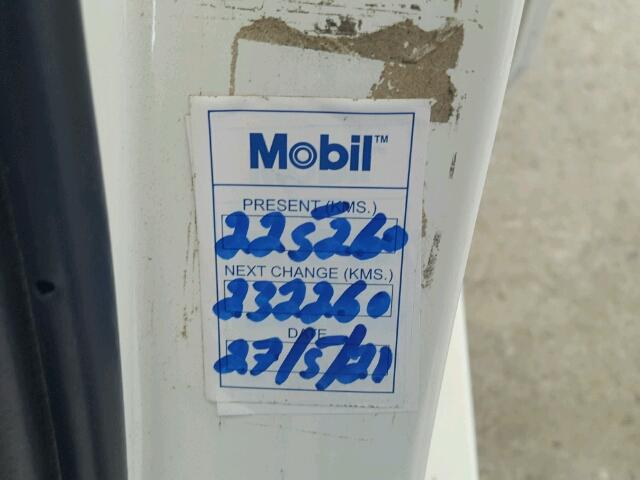 Mobil™
PRESENT (KMS.)
225260
NEXT CHANGE (KMS.)
232260
DATE
27/5/21